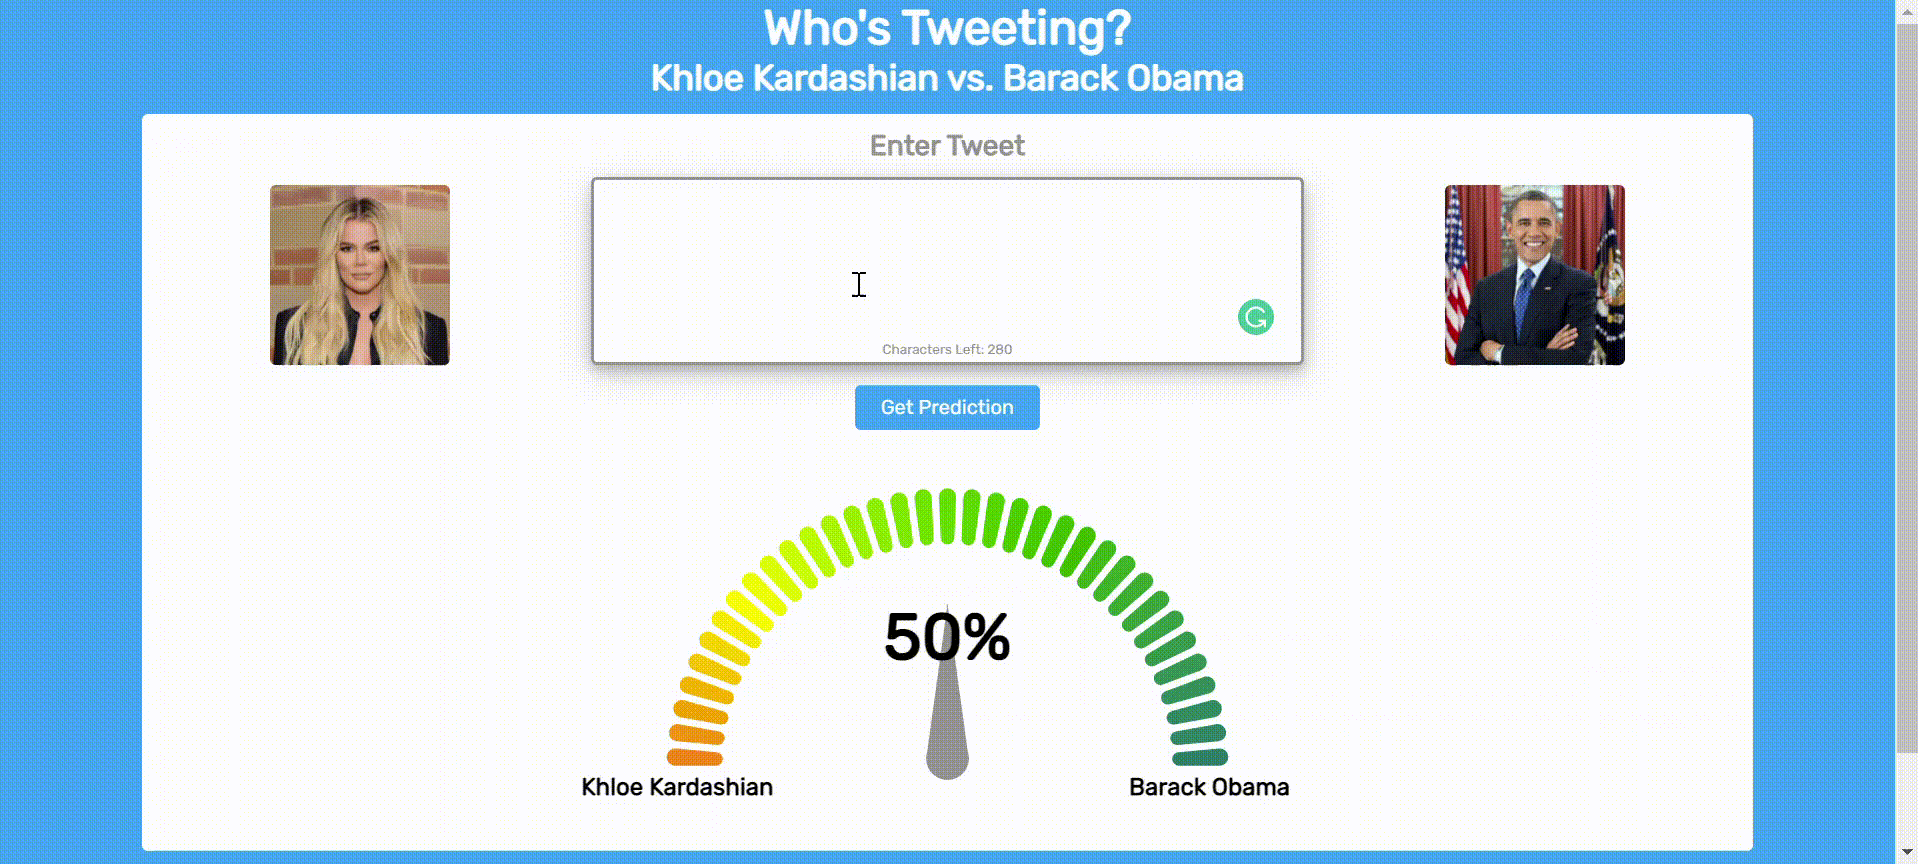 Who's Tweeting?
Khloe Kardashian vs. Barack Obama
Enter Tweet
Characters Left: 280
Get Prediction
50%
Khloe Kardashian
Barack Obama